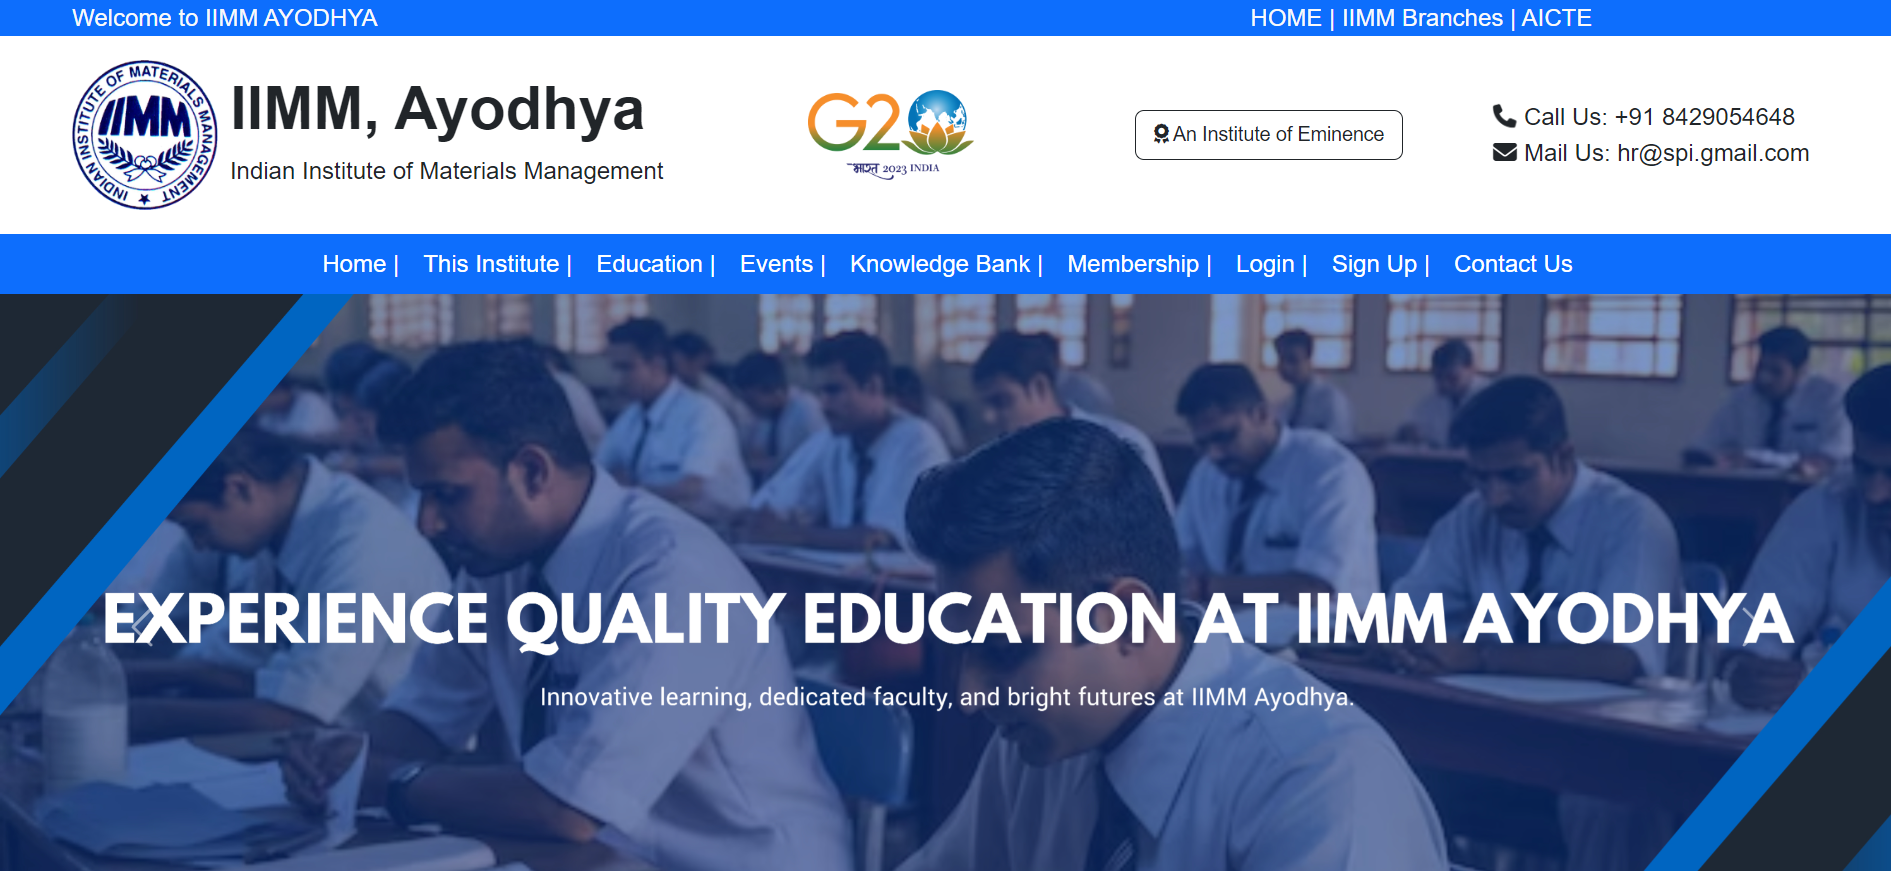 Welcome to IIMM AYODHYA
HOME | IIMM Branches | AICTE
INDIAN INSTITUTE OF MATERIALS MANAGEMENT
IIMM
IIMM, Ayodhya
Indian Institute of Materials Management
G20
भारत 2023 INDIA
An Institute of Eminence
Call Us: +91 8429054648
Mail Us: hr@spi.gmail.com
Home | This Institute | Education | Events | Knowledge Bank | Membership | Login | Sign Up | Contact Us
EXPERIENCE QUALITY EDUCATION AT IIMM AYODHYA
Innovative learning, dedicated faculty, and bright futures at IIMM Ayodhya.